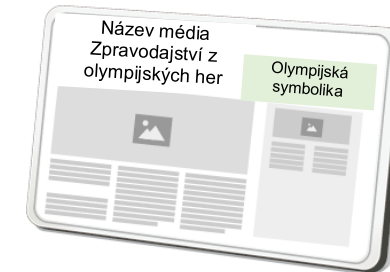 Název média
Zpravodajství z
olympijských her
Olympijská
symbolika